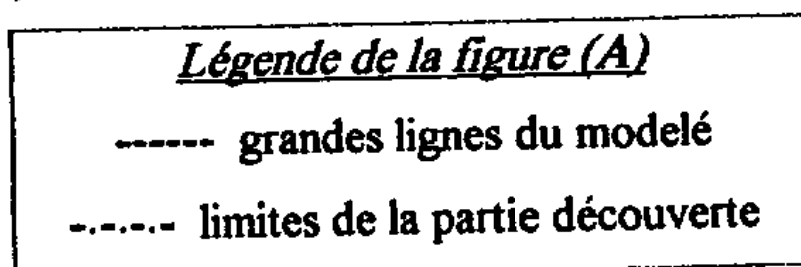 Légende de la figure (A)
------ grandes lignes du modelé
-.-.-.- limites de la partie découverte